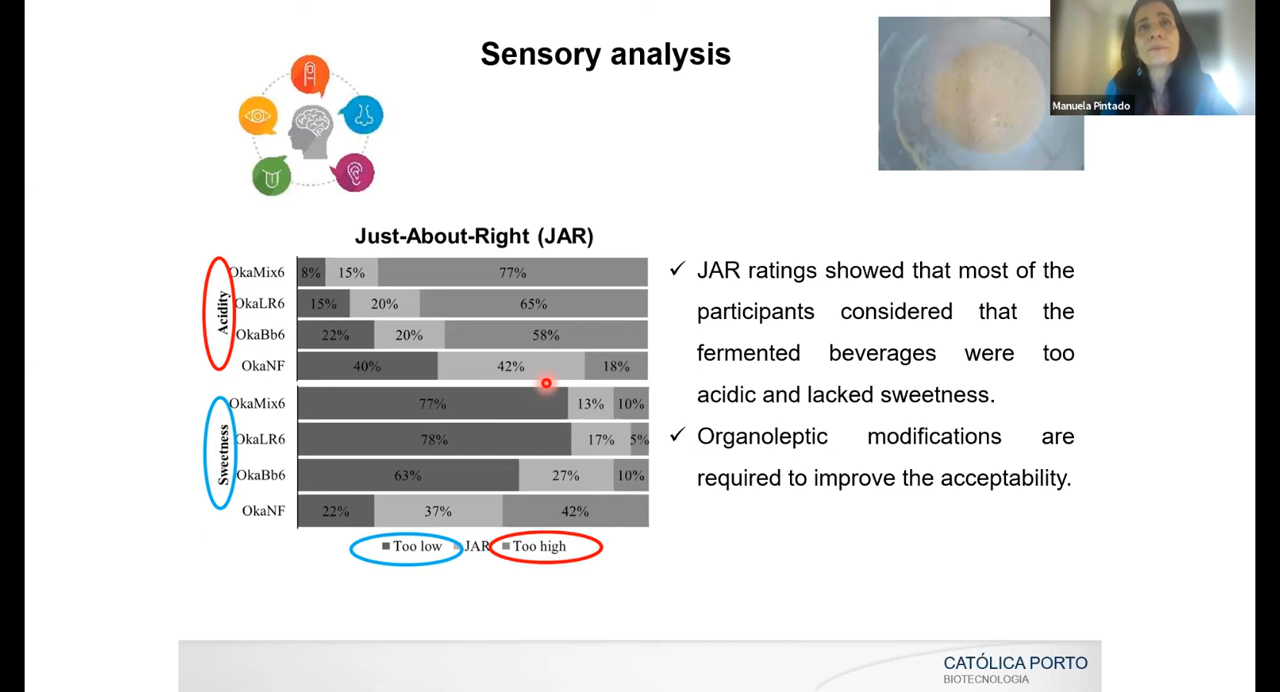 Sensory analysis
Manuela Pintado
Just-About-Right (JAR)
Acidity
OkaMix6 8% 15% 77%
OkaLR6 15% 20% 65%
OkaBb6 22% 20% 58%
OkaNF 40% 42% 18%
Sweetness
OkaMix6 77% 13% 10%
OkaLR6 78% 17% 5%
OkaBb6 63% 27% 10%
OkaNF 22% 37% 42%
Too low JAR Too high
✓ JAR ratings showed that most of the
participants considered that the
fermented beverages were too
acidic and lacked sweetness.
✓ Organoleptic modifications are
required to improve the acceptability.
CATÓLICA PORTO
BIOTECNOLOGIA